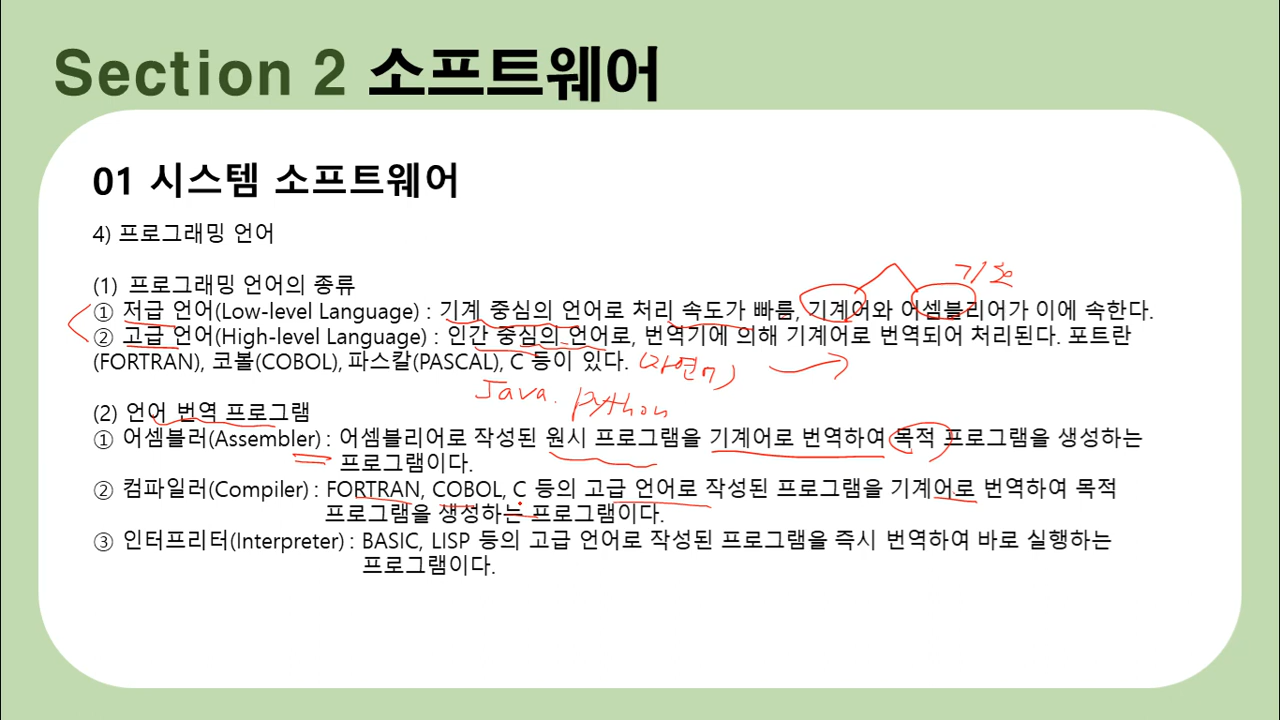 Section 2 소프트웨어
01 시스템 소프트웨어
4) 프로그래밍 언어
(1) 프로그래밍 언어의 종류
기호
① 저급 언어(Low-level Language) : 기계 중심의 언어로 처리 속도가 빠름, 기계어와 어셈블리어가 이에 속한다.
② 고급 언어(High-level Language) : 인간 중심의 언어로, 번역기에 의해 기계어로 번역되어 처리된다. 포트란
(FORTRAN), 코볼(COBOL), 파스칼(PASCAL), C 등이 있다. (자연어)
Java. python
(2) 언어 번역 프로그램
① 어셈블러(Assembler) : 어셈블리어로 작성된 원시 프로그램을 기계어로 번역하여 목적 프로그램을 생성하는
프로그램이다.
② 컴파일러(Compiler) : FORTRAN, COBOL, C 등의 고급 언어로 작성된 프로그램을 기계어로 번역하여 목적
프로그램을 생성하는 프로그램이다.
③ 인터프리터(Interpreter) : BASIC, LISP 등의 고급 언어로 작성된 프로그램을 즉시 번역하여 바로 실행하는
프로그램이다.